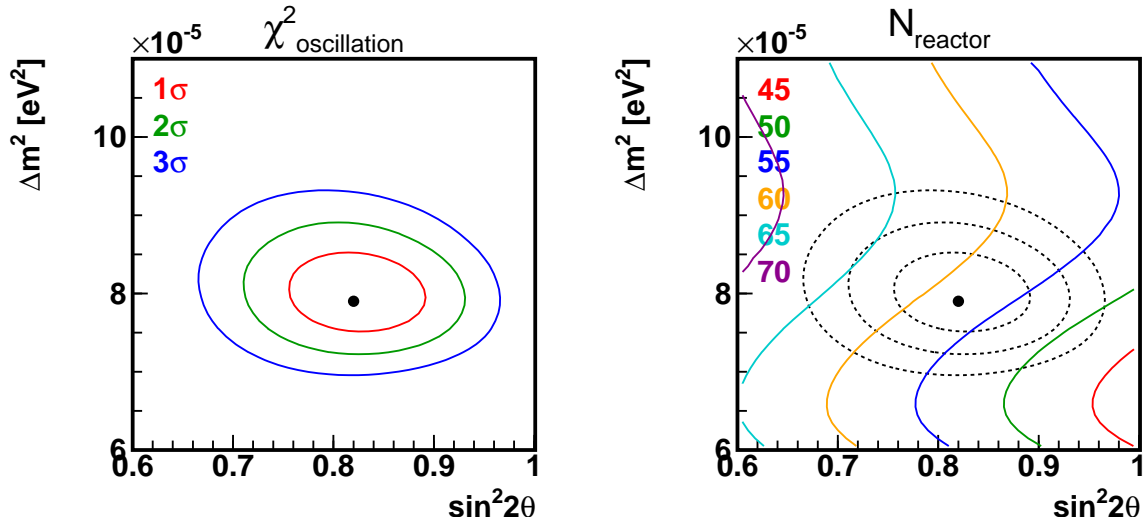 χ²oscillation
×10⁻⁵
Δm² [eV²]
1σ
2σ
3σ
10
8
6
0.6 0.7 0.8 0.9 1
sin²2θ
Nreactor
×10⁻⁵
Δm² [eV²]
45
50
55
60
65
70
10
8
6
0.6 0.7 0.8 0.9 1
sin²2θ